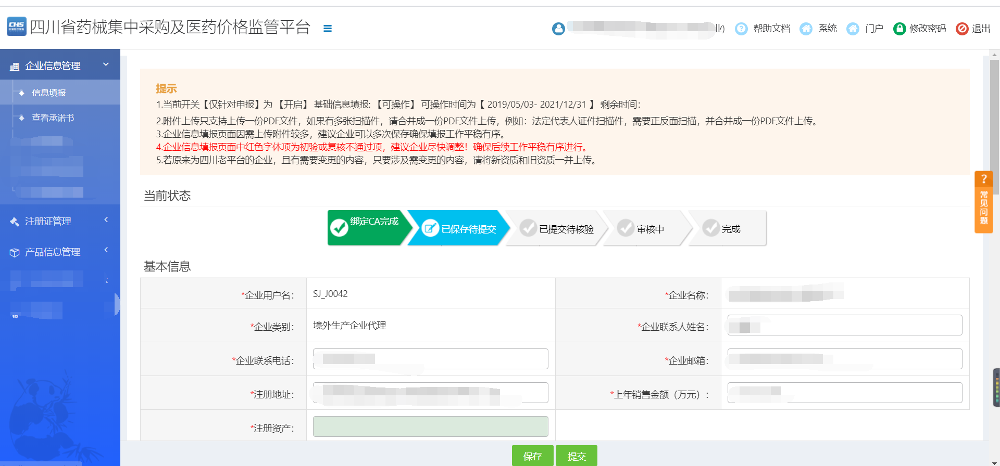 CHS
四川省药械集中采购及医药价格监管平台
业)
帮助文档
系统
门户
修改密码
退出
企业信息管理
信息填报
查看承诺书
注册证管理
产品信息管理
提示
1.当前开关【仅针对申报】为 【开启】 基础信息填报: 【可操作】 可操作时间为【 2019/05/03- 2021/12/31 】 剩余时间：
2.附件上传只支持上传一份PDF文件，如果有多张扫描件，请合并成一份PDF文件上传，例如：法定代表人证件扫描件，需要正反面扫描，并合并成一份PDF文件上传。
3.企业信息填报页面因需上传附件较多，建议企业可以多次保存确保填报工作平稳有序。
4.企业信息填报页面中红色字体项为初验或复核不通过项，建议企业尽快调整！确保后续工作平稳有序进行。
5.若原来为四川老平台的企业，且有需要变更的内容，只要涉及需变更的内容，请将新资质和旧资质一并上传。
?
常见问题
当前状态
绑定CA完成
已保存待提交
已提交待核验
审核中
完成
基本信息
*企业用户名：
SJ_J0042
*企业名称：
*企业类别：
境外生产企业代理
*企业联系人姓名：
*企业联系电话：
*企业邮箱：
*注册地址：
*上年销售金额（万元）：
*注册资产：
保存
提交